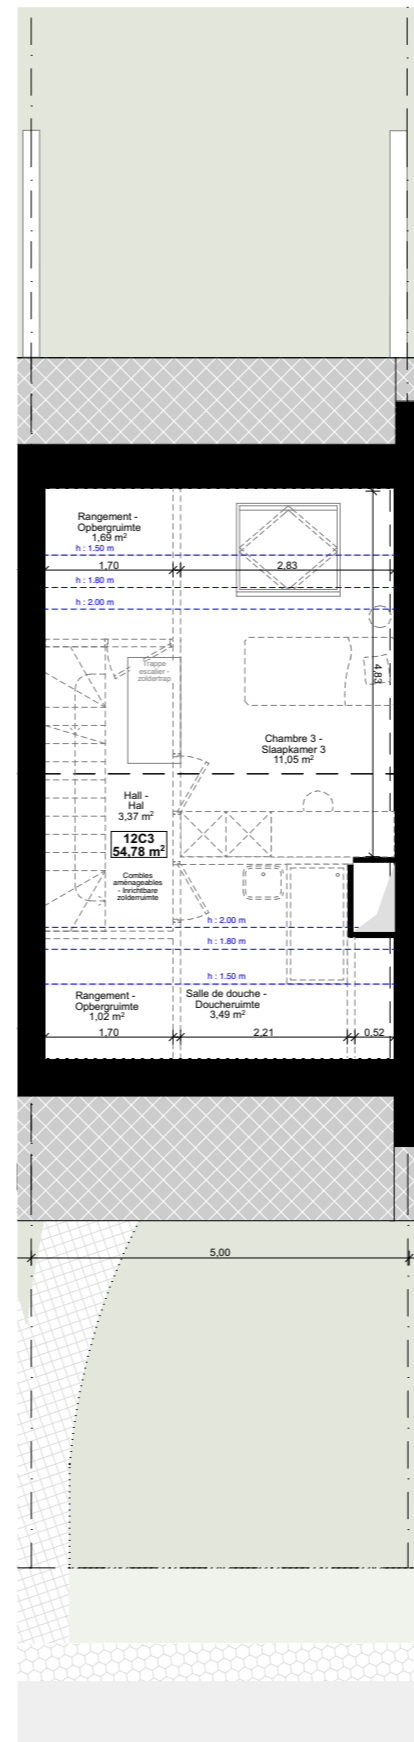 Rangement -
Opbergruimte
1,69 m²
h : 1.50 m
1,70
2,83
h : 1.80 m
h : 2.00 m
Trappe
escalier -
zoldertrap
4,83
Chambre 3 -
Slaapkamer 3
11,05 m²
Hall -
Hal
3,37 m²
12C3
54,78 m²
Combles
aménageables
- Inrichtbare
zolderruimte
h : 2.00 m
h : 1.80 m
h : 1.50 m
Rangement -
Opbergruimte
1,02 m²
Salle de douche -
Doucheruimte
3,49 m²
1,70
2,21
0,52
5,00